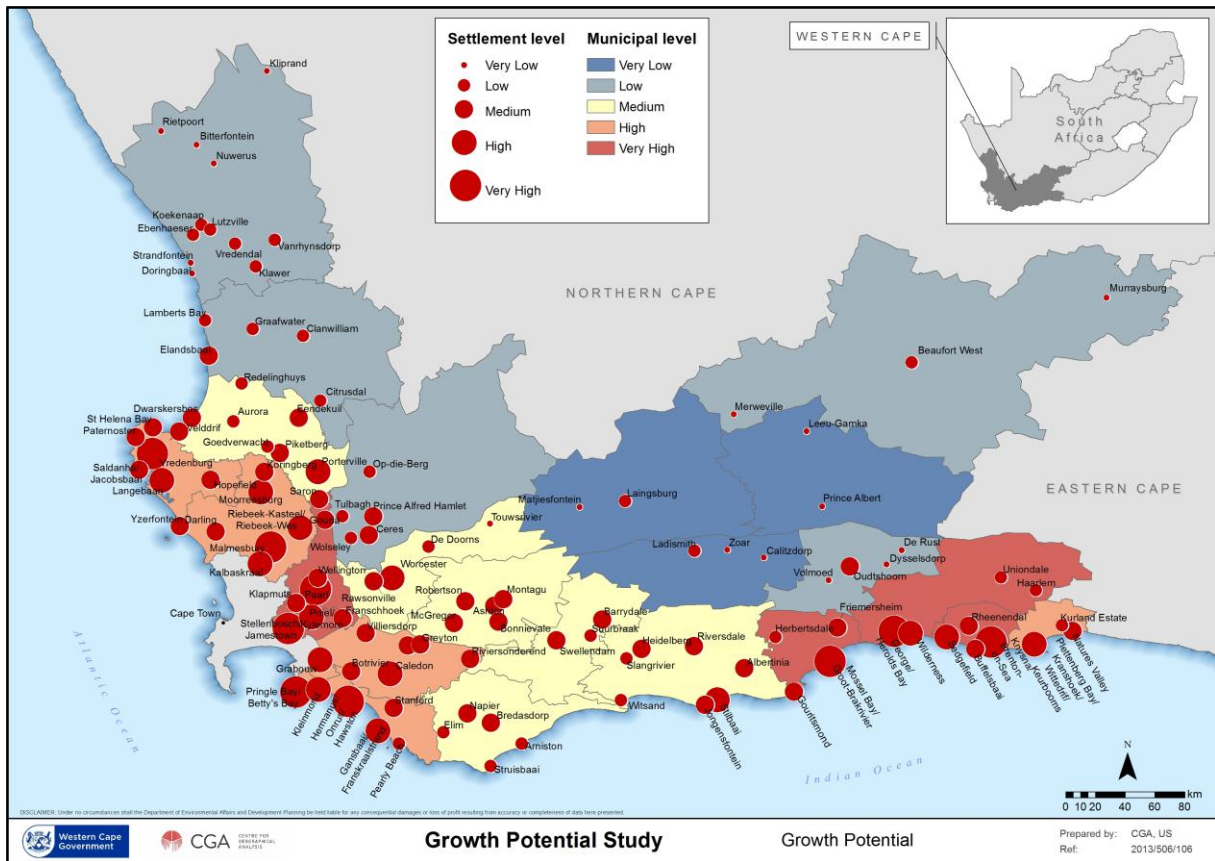 Settlement level
Very Low
Low
Medium
High
Very High
Municipal level
Very Low
Low
Medium
High
Very High
WESTERN CAPE
South
Africa
NORTHERN CAPE
EASTERN CAPE
Atlantic Ocean
Indian Ocean
Kliprand
Rietpoort
Bitterfontein
Nuwerus
Koekenaap
Lutzville
Ebenhaeser
Vredendal
Vanrhynsdorp
Strandfontein
Doringbaai
Klawer
Lamberts Bay
Graafwater
Clanwilliam
Elandsbaai
Redelinghuys
Citrusdal
Dwarskersbos
Aurora
Eendekuil
St Helena Bay
Velddrif
Paternoster
Goedverwacht
Piketberg
Vredenburg
Koringberg
Porterville
Op-die-Berg
Saldanha/
Jacobsbaai
Langebaan
Hopefield
Moorreesburg
Saron
Tulbagh
Prince Alfred Hamlet
Yzerfontein
Darling
Riebeek-Kasteel/
Riebeek-Wes
Gouda
Ceres
Malmesbury
Wolseley
De Doorns
Touwsrivier
Kalbaskraal
Wellington
Worcester
Rawsonville
Klapmuts
Paarl
Cape Town
Pniel/
Kylemore
Franschhoek
Stellenbosch/
Jamestown
Villiersdorp
Robertson
McGregor
Ashton
Montagu
Bonnievale
Barrydale
Suurbraak
Swellendam
Heidelberg
Slangrivier
Riversdale
Albertinia
Grabouw
Botrivier
Greyton
Caledon
Riviersonderend
Pringle Bay/
Betty's Bay
Kleinmond
Hermanus/
Onrus/
Hawston
Stanford
Gansbaai/
Franskraalstrand
Pearly Beach
Napier
Bredasdorp
Elim
Arniston
Struisbaai
Witsand
Jongensfontein
Stilbaai
Gouritsmond
Murraysburg
Beaufort West
Merweville
Leeu-Gamka
Matjiesfontein
Laingsburg
Prince Albert
Ladismith
Zoar
Calitzdorp
De Rust
Dysselsdorp
Volmoed
Oudtshoorn
Uniondale
Haarlem
Herbertsdale
Friemersheim
Mossel Bay/
Groot-Brakrivier
George/
Herolds Bay
Wilderness
Sedgefield
Rheenendal
Buffelsbaai
Knysna/
Brenton-
on-Sea
Wittedrif/
Keurbooms
Plettenberg Bay/
Kranshoek/
Kurland Estate
Natures Valley
N
0 10 20 40 60 80
km
DISCLAIMER: Under no circumstances shall the Department of Environmental Affairs and Development Planning be held liable for any consequential damages or loss of profit resulting from accuracy or completeness of data here presented
Western Cape
Government
CGA
CENTRE FOR
GEOGRAPHICAL
ANALYSIS
Growth Potential Study
Growth Potential
Prepared by: CGA, US
Ref: 2013/506/106